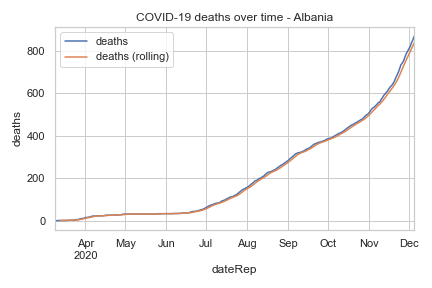 COVID-19 deaths over time - Albania
deaths
deaths (rolling)
800
600
400
200
0
deaths
Apr May Jun Jul Aug Sep Oct Nov Dec
2020
dateRep